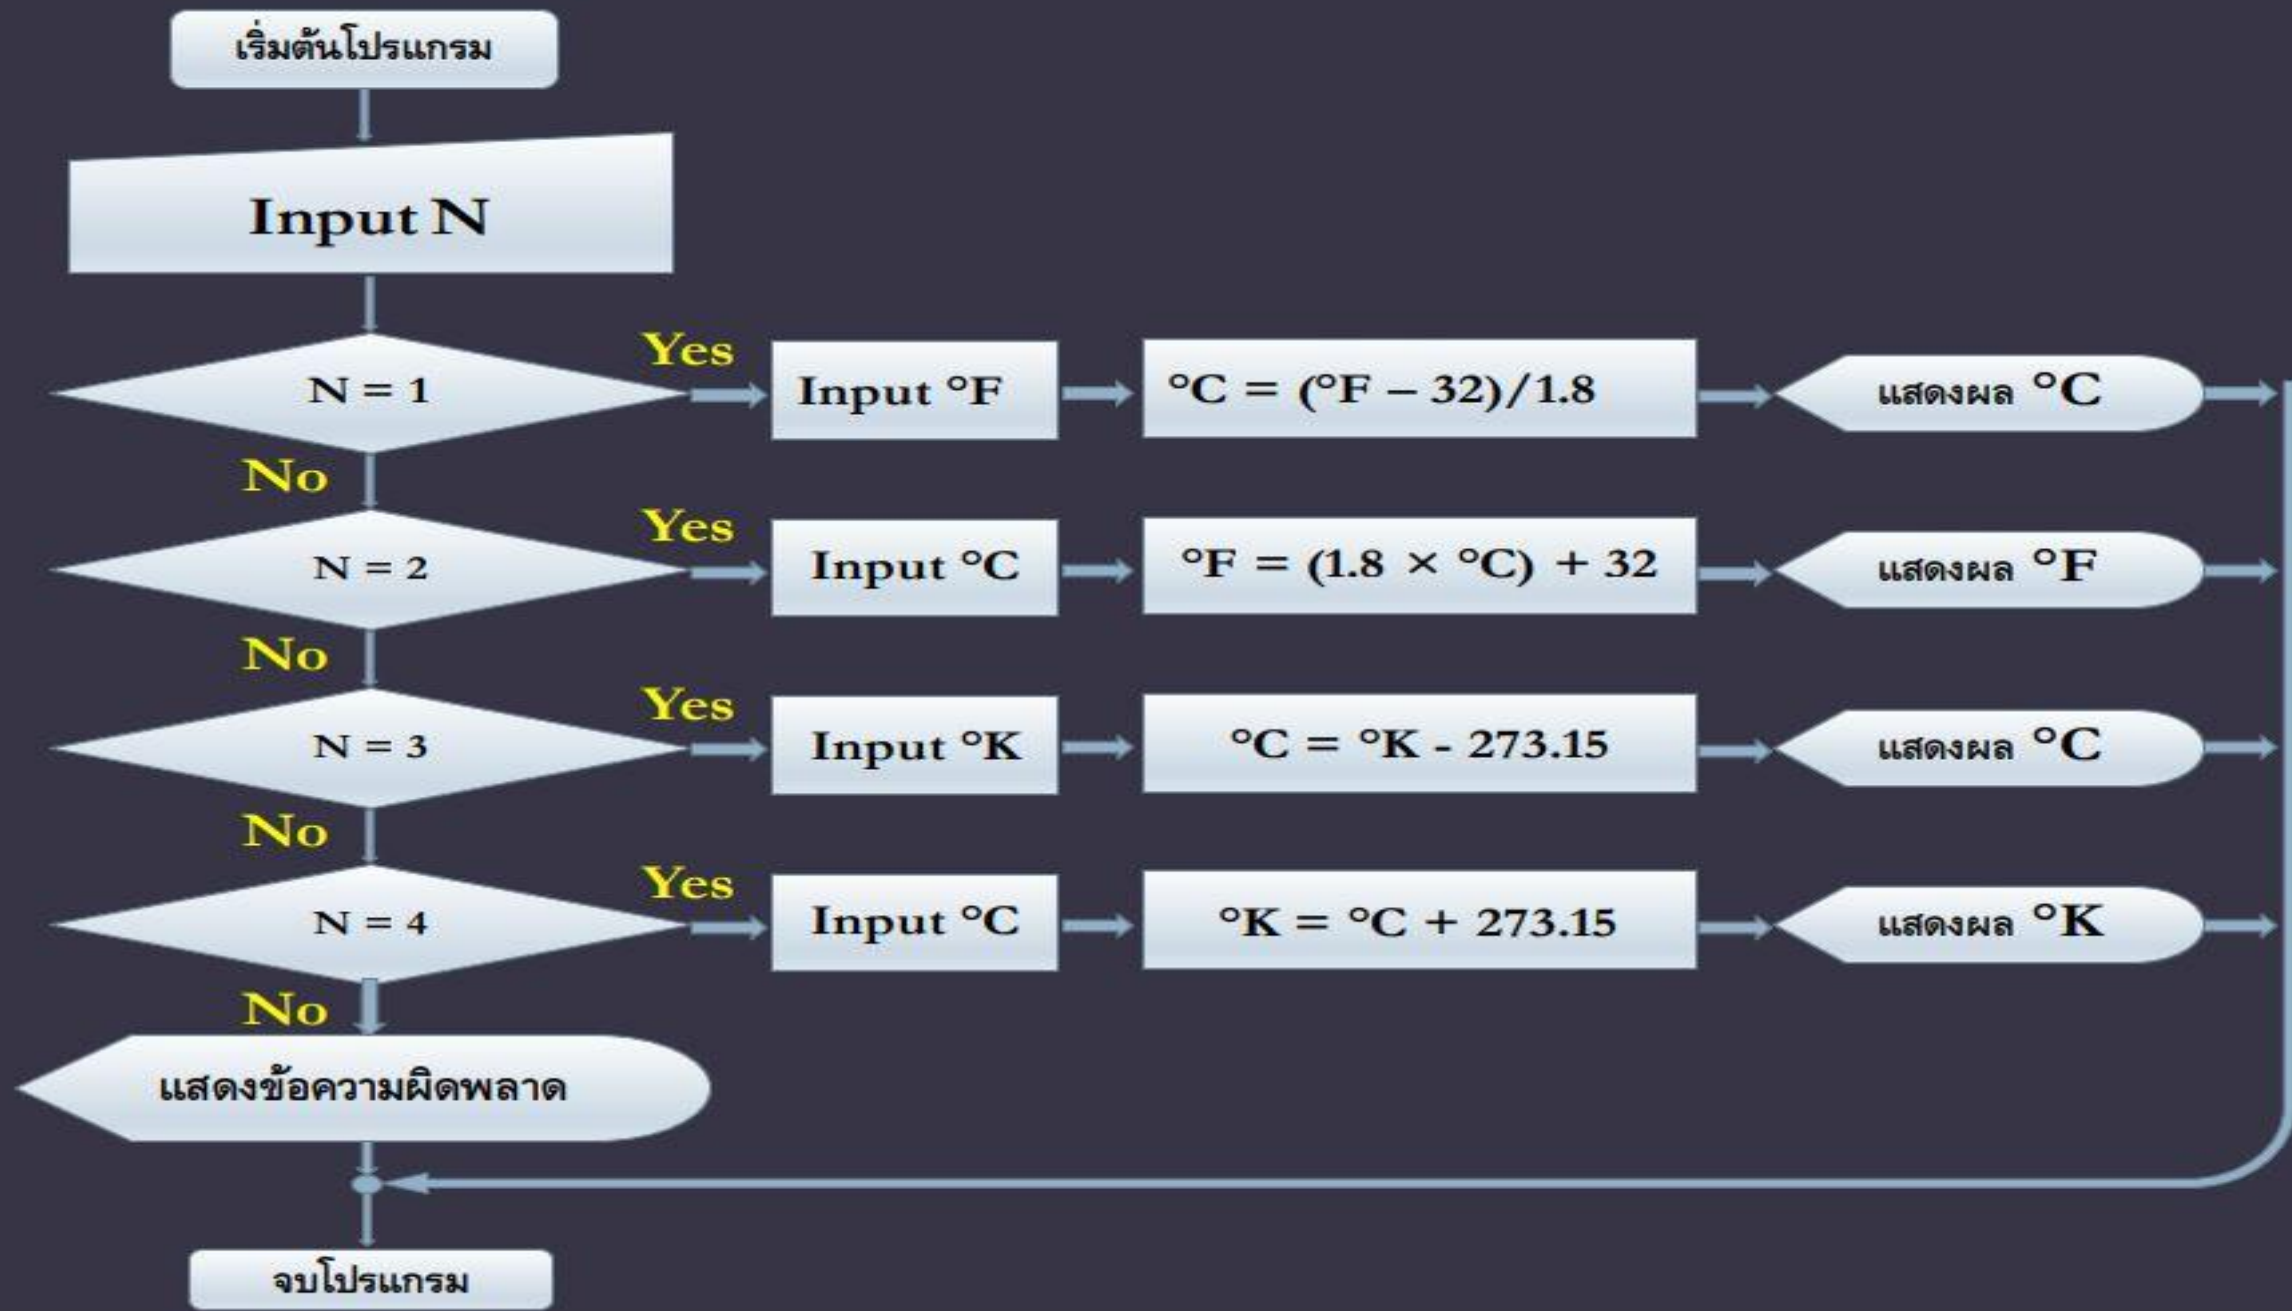 เริ่มต้นโปรแกรม
Input N
N = 1
Yes
Input °F
°C = (°F – 32)/1.8
แสดงผล °C
No
N = 2
Yes
Input °C
°F = (1.8 × °C) + 32
แสดงผล °F
No
N = 3
Yes
Input °K
°C = °K - 273.15
แสดงผล °C
No
N = 4
Yes
Input °C
°K = °C + 273.15
แสดงผล °K
No
แสดงข้อความผิดพลาด
จบโปรแกรม